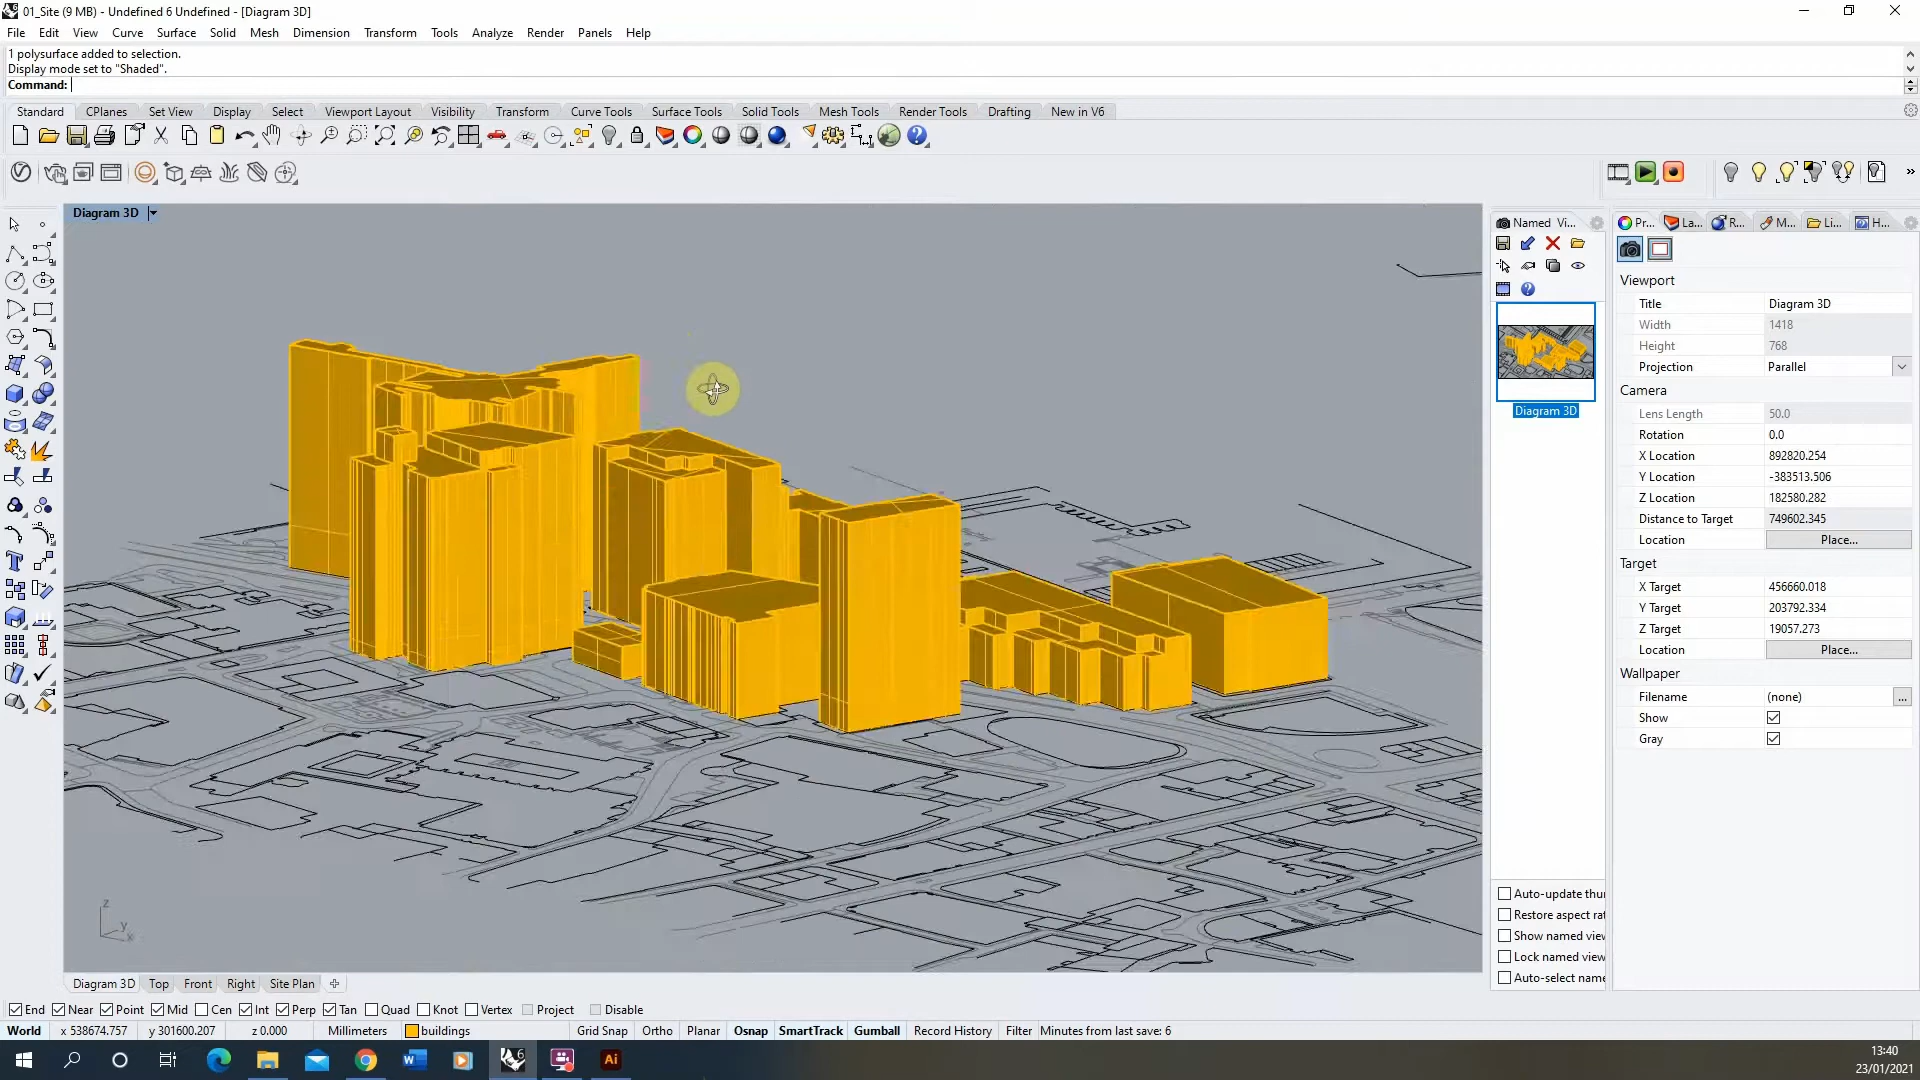 01_Site (9 MB) - Undefined 6 Undefined - [Diagram 3D]
File Edit View Curve Surface Solid Mesh Dimension Transform Tools Analyze Render Panels Help
1 polysurface added to selection.
Display mode set to "Shaded".
Command:
Standard CPlanes Set View Display Select Viewport Layout Visibility Transform Curve Tools Surface Tools Solid Tools Mesh Tools Render Tools Drafting New in V6
Diagram 3D
Named Vi...
Pr... La... R... M... Li... H...
Viewport
Title Diagram 3D
Width 1418
Height 768
Projection Parallel
Camera
Lens Length 50.0
Rotation 0.0
X Location 892820.254
Y Location -383513.506
Z Location 182580.282
Distance to Target 749602.345
Location Place...
Target
X Target 456660.018
Y Target 203792.334
Z Target 19057.273
Location Place...
Wallpaper
Filename (none) ...
Show
Gray
Diagram 3D
Auto-update thu
Restore aspect rat
Show named view
Lock named view
Auto-select name
z
y
x
Diagram 3D Top Front Right Site Plan
End Near Point Mid Cen Int Perp Tan Quad Knot Vertex Project Disable
World x 538674.757 y 301600.207 z 0.000 Millimeters buildings Grid Snap Ortho Planar Osnap SmartTrack Gumball Record History Filter Minutes from last save: 6
13:40
23/01/2021